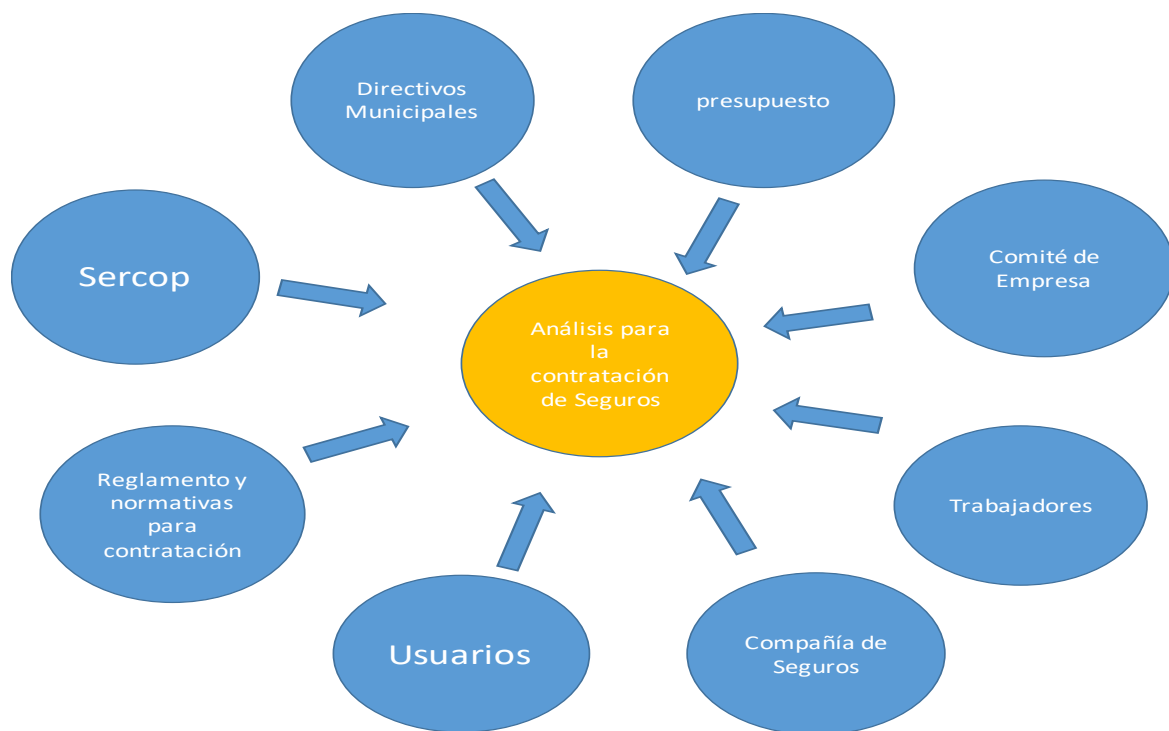 Directivos
Municipales
presupuesto
Sercop
Comité de
Empresa
Análisis para
la
contratación
de Seguros
Reglamento y
normativas
para
contratación
Trabajadores
Usuarios
Compañía de
Seguros